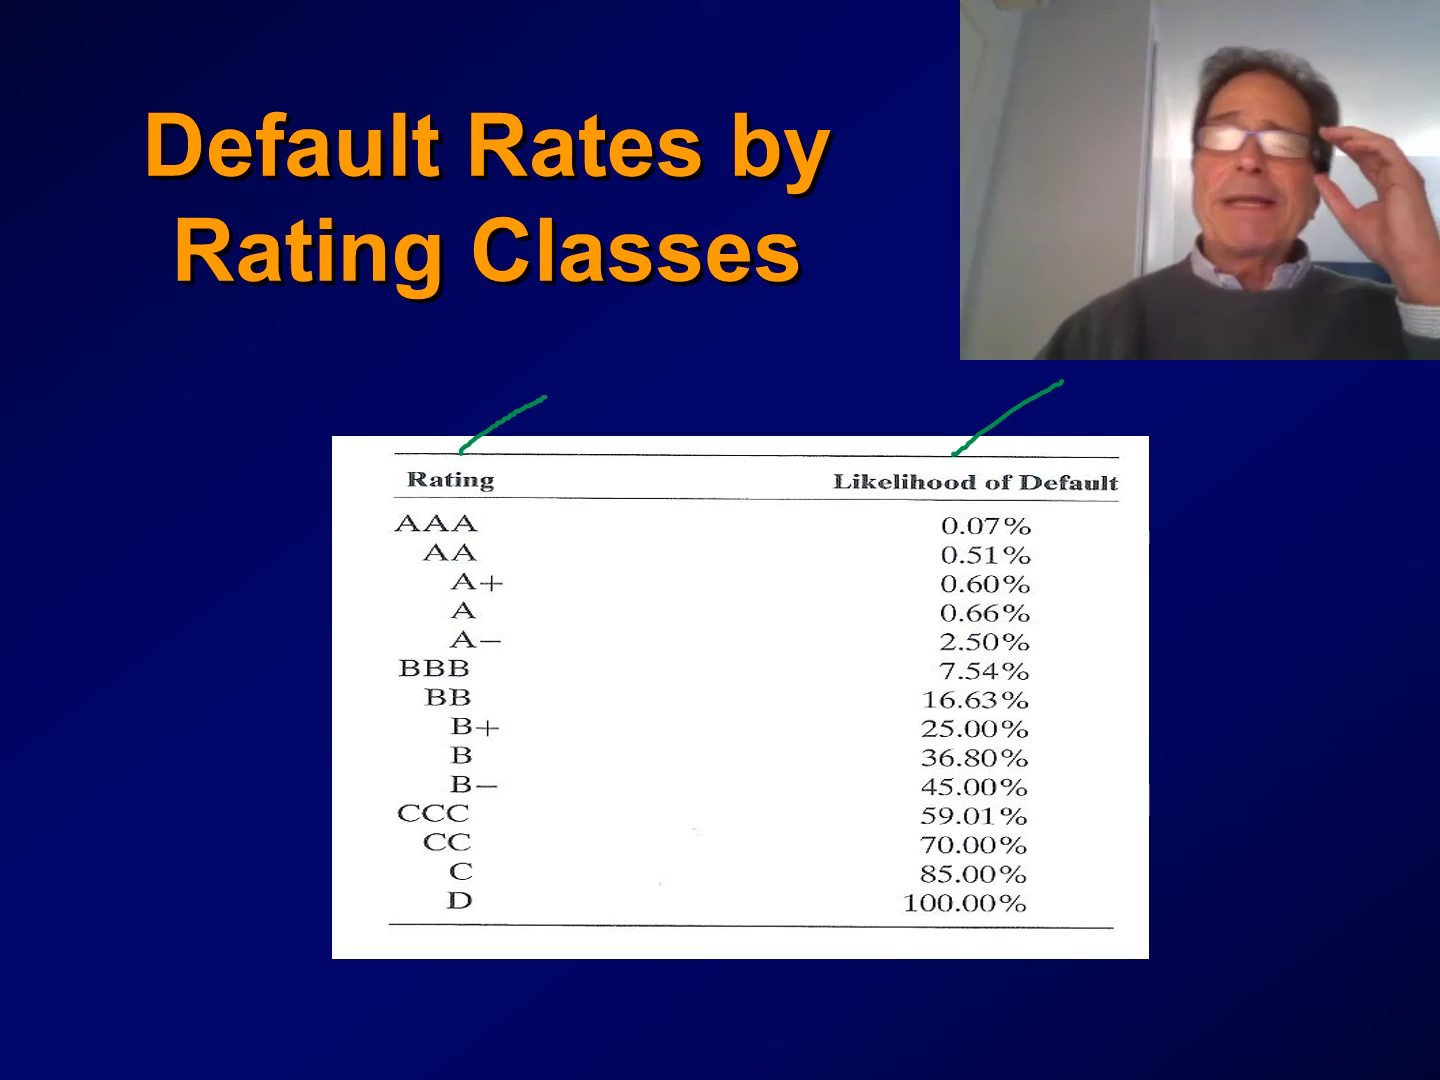 Default Rates by
Rating Classes
Rating Likelihood of Default
AAA 0.07%
AA 0.51%
A+ 0.60%
A 0.66%
A− 2.50%
BBB 7.54%
BB 16.63%
B+ 25.00%
B 36.80%
B− 45.00%
CCC 59.01%
CC 70.00%
C 85.00%
D 100.00%